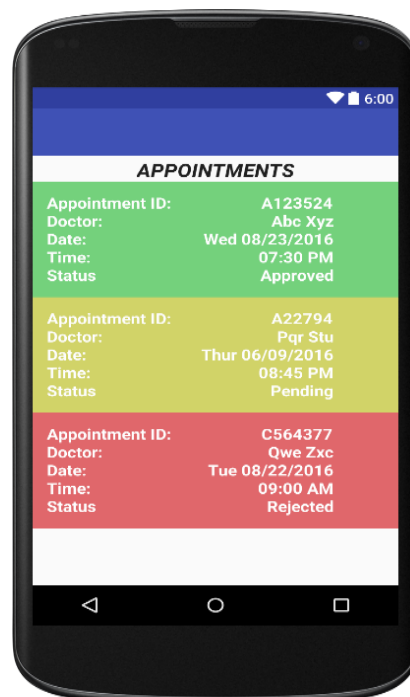 6:00
APPOINTMENTS
Appointment ID: A123524
Doctor: Abc Xyz
Date: Wed 08/23/2016
Time: 07:30 PM
Status Approved
Appointment ID: A22794
Doctor: Pqr Stu
Date: Thur 06/09/2016
Time: 08:45 PM
Status Pending
Appointment ID: C564377
Doctor: Qwe Zxc
Date: Tue 08/22/2016
Time: 09:00 AM
Status Rejected